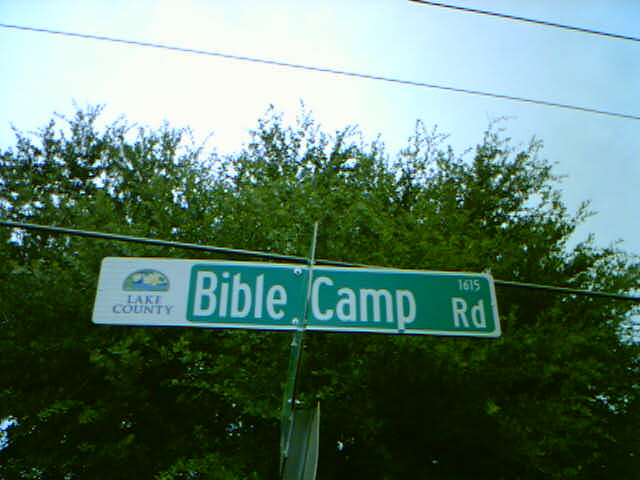 LAKE
COUNTY
Bible Camp Rd
1615